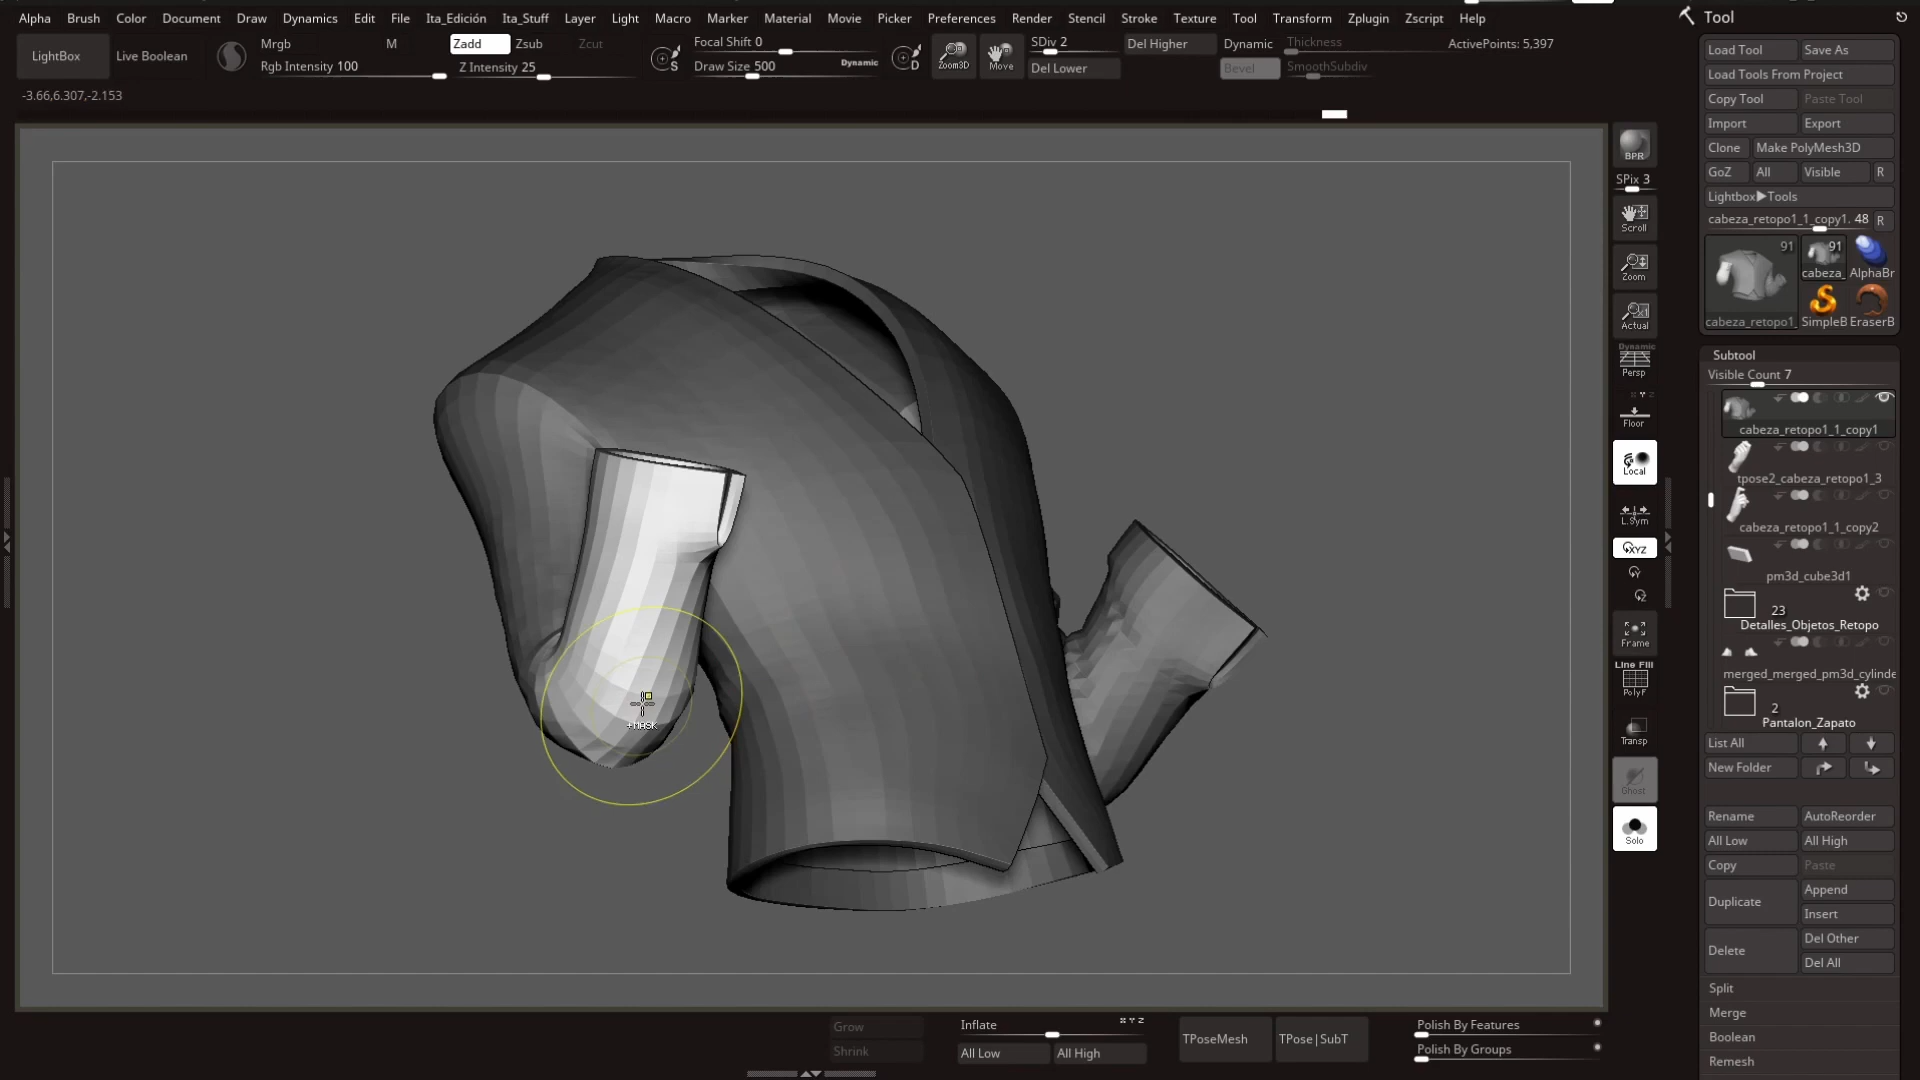 Alpha Brush Color Document Draw Dynamics Edit File Ita_Edición Ita_Stuff Layer Light Macro Marker Material Movie Picker Preferences Render Stencil Stroke Texture Tool Transform Zplugin Zscript Help
Tool
LightBox
Live Boolean
Mrgb
M
Zadd
Zsub
Zcut
Rgb Intensity 100
Z Intensity 25
S
Focal Shift 0
Draw Size 500
Dynamic
D
Zoom3D
Move
SDiv 2
Del Lower
Del Higher
Dynamic
Bevel
Thickness
SmoothSubdiv
ActivePoints: 5,397
-3.66,6.307,-2.153
+MASK
BPR
SPix 3
Scroll
Zoom
Actual
Dynamic
Persp
Floor
Local
L.Sym
XYZ
Y
Z
Frame
Line Fill
PolyF
Transp
Ghost
Solo
Load Tool
Save As
Load Tools From Project
Copy Tool
Paste Tool
Import
Export
Clone
Make PolyMesh3D
GoZ
All
Visible
R
Lightbox▶Tools
cabeza_retopo1_1_copy1. 48
R
91
91
cabeza_
AlphaBr
cabeza_retopo1_
SimpleB
EraserB
Subtool
Visible Count 7
cabeza_retopo1_1_copy1
tpose2_cabeza_retopo1_3
cabeza_retopo1_1_copy2
pm3d_cube3d1
23
Detalles_Objetos_Retopo
merged_merged_pm3d_cylinde
2
Pantalon_Zapato
List All
New Folder
Rename
AutoReorder
All Low
All High
Copy
Paste
Duplicate
Append
Insert
Delete
Del Other
Del All
Split
Merge
Boolean
Remesh
Grow
Shrink
Inflate
X Y Z
All Low
All High
TPoseMesh
TPose|SubT
Polish By Features
Polish By Groups